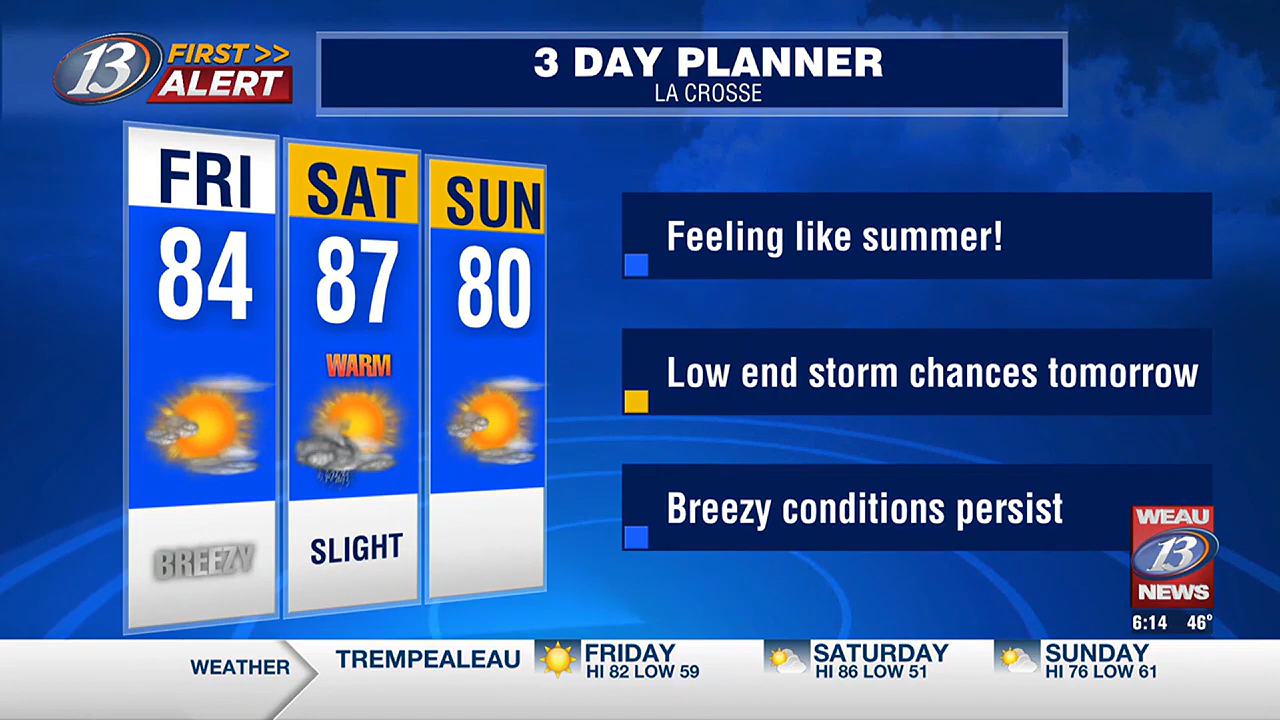 13 FIRST >>
ALERT
3 DAY PLANNER
LA CROSSE
FRI
84
BREEZY
SAT
87
WARM
SLIGHT
SUN
80
Feeling like summer!
Low end storm chances tomorrow
Breezy conditions persist
WEAU
13
NEWS
6:14 46°
WEATHER
TREMPEALEAU
FRIDAY
HI 82 LOW 59
SATURDAY
HI 86 LOW 51
SUNDAY
HI 76 LOW 61